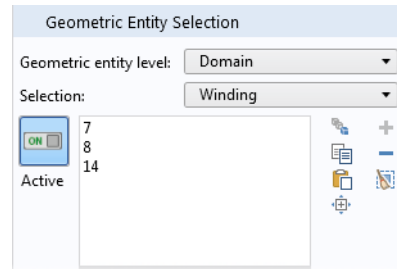 Geometric Entity Selection
Geometric entity level: Domain
Selection: Winding
ON
Active
7
8
14